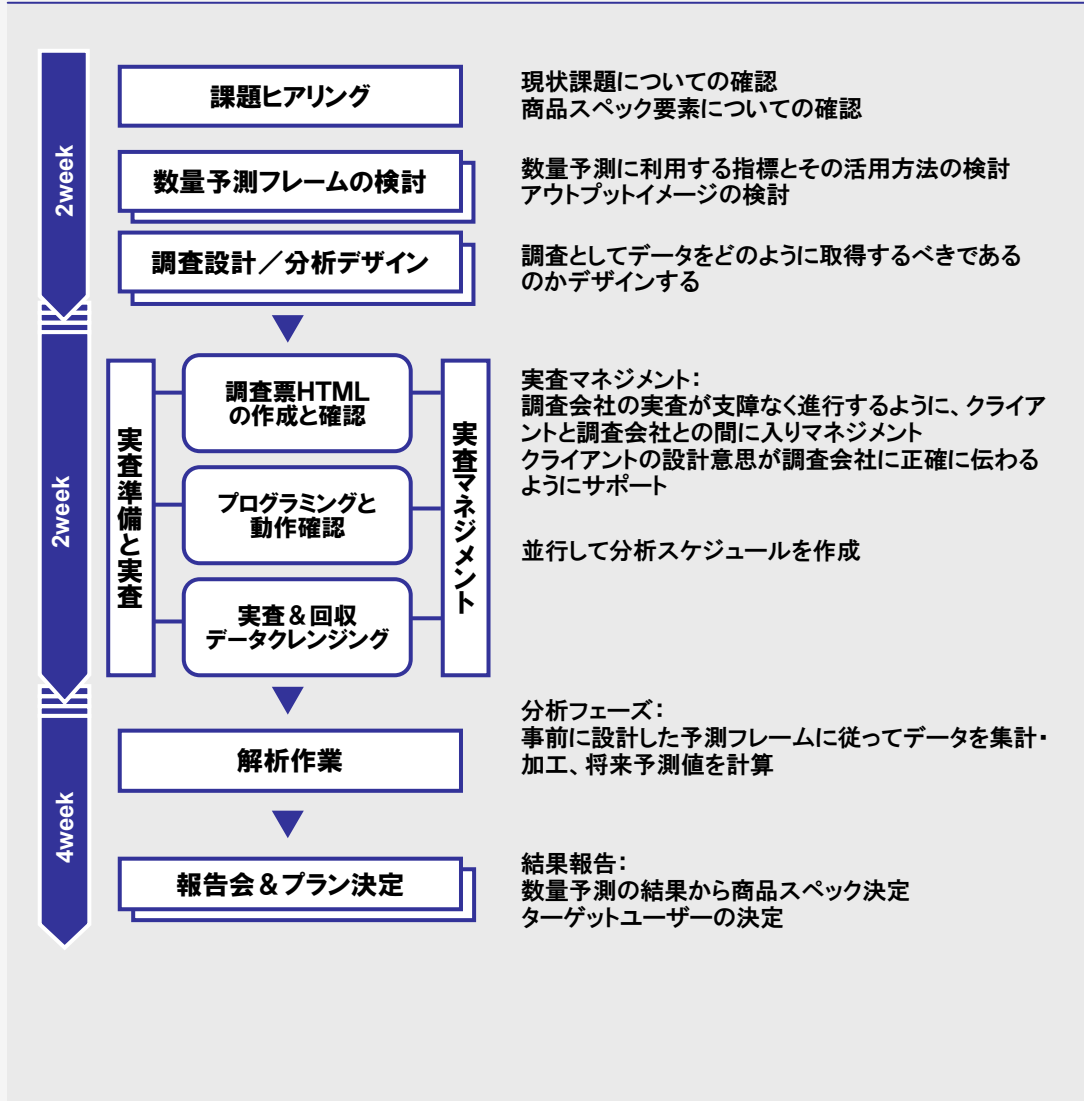 2week
課題ヒアリング
現状課題についての確認
商品スペック要素についての確認
数量予測フレームの検討
数量予測に利用する指標とその活用方法の検討
アウトプットイメージの検討
調査設計／分析デザイン
調査としてデータをどのように取得するべきである
のかデザインする
2week
実査準備と実査
調査票HTML
の作成と確認
プログラミングと
動作確認
実査＆回収
データクレンジング
実査マネジメント
実査マネジメント：
調査会社の実査が支障なく進行するように、クライア
ントと調査会社との間に入りマネジメント
クライアントの設計意思が調査会社に正確に伝わる
ようにサポート
並行して分析スケジュールを作成
4week
解析作業
分析フェーズ：
事前に設計した予測フレームに従ってデータを集計・
加工、将来予測値を計算
報告会＆プラン決定
結果報告：
数量予測の結果から商品スペック決定
ターゲットユーザーの決定